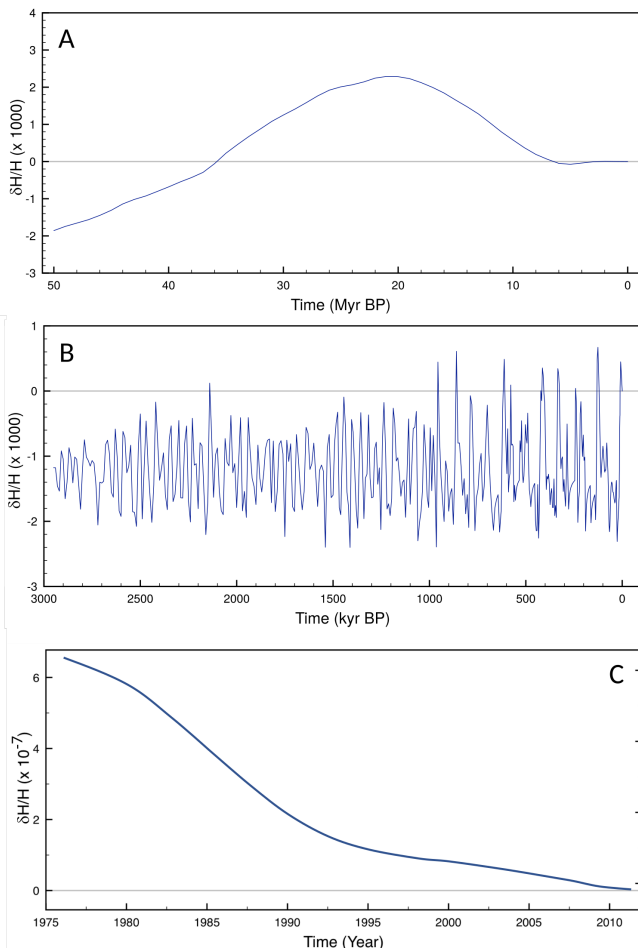 A
4
3
2
1
0
-1
-2
-3
δH/H (x 1000)
50 40 30 20 10 0
Time (Myr BP)
B
1
0
-1
-2
-3
δH/H (x 1000)
3000 2500 2000 1500 1000 500 0
Time (kyr BP)
C
6
4
2
0
δH/H (x 10⁻⁷)
1975 1980 1985 1990 1995 2000 2005 2010
Time (Year)